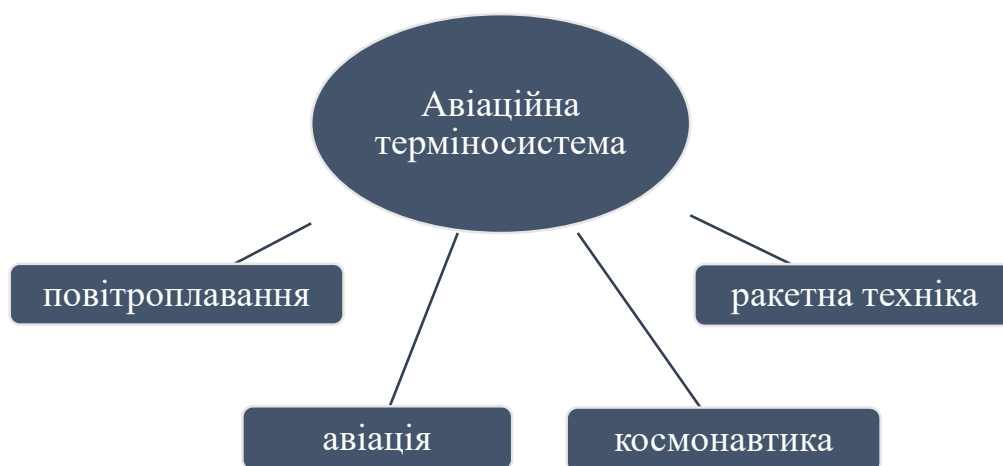 Авіаційна
терміносистема
повітроплавання
ракетна техніка
авіація
космонавтика